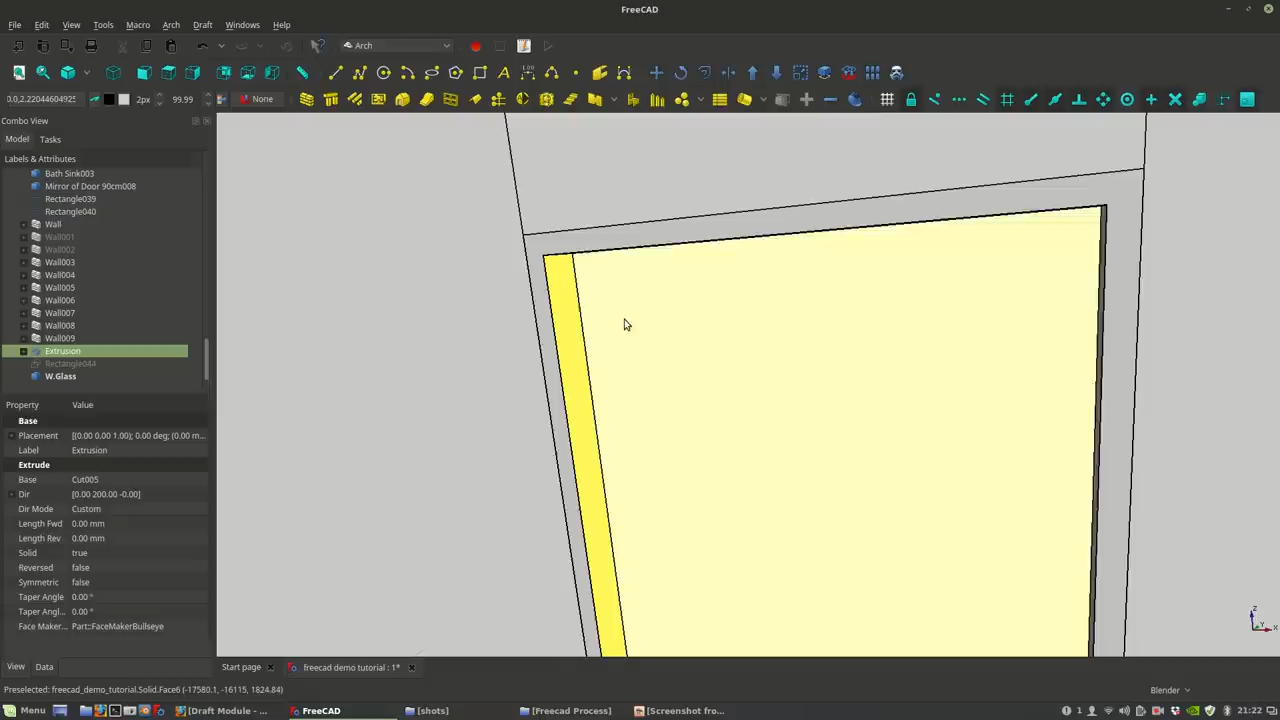 FreeCAD
File Edit View Tools Macro Arch Draft Windows Help
Arch
0.0,2.22044604925 2px 99.99 None
Combo View
Model Tasks
Labels & Attributes
Bath Sink003
Mirror of Door 90cm008
Rectangle039
Rectangle040
Wall
Wall001
Wall002
Wall003
Wall004
Wall005
Wall006
Wall007
Wall008
Wall009
Extrusion
Rectangle044
W.Glass
Property Value
Base
Placement [(0.00 0.00 1.00); 0.00 deg; (0.00 m...
Label Extrusion
Extrude
Base Cut005
Dir [0.00 200.00 -0.00]
Dir Mode Custom
Length Fwd 0.00 mm
Length Rev 0.00 mm
Solid true
Reversed false
Symmetric false
Taper Angle 0.00 °
Taper Angl... 0.00 °
Face Maker... Part::FaceMakerBullseye
Z
Y
X
View Data Start page freecad demo tutorial : 1*
Preselected: freecad_demo_tutorial.Solid.Face6 (-17580.1, -16115, 1824.84) Blender
Menu [Draft Module - ... FreeCAD [shots] [Freecad Process] [Screenshot fro... 1 21:22